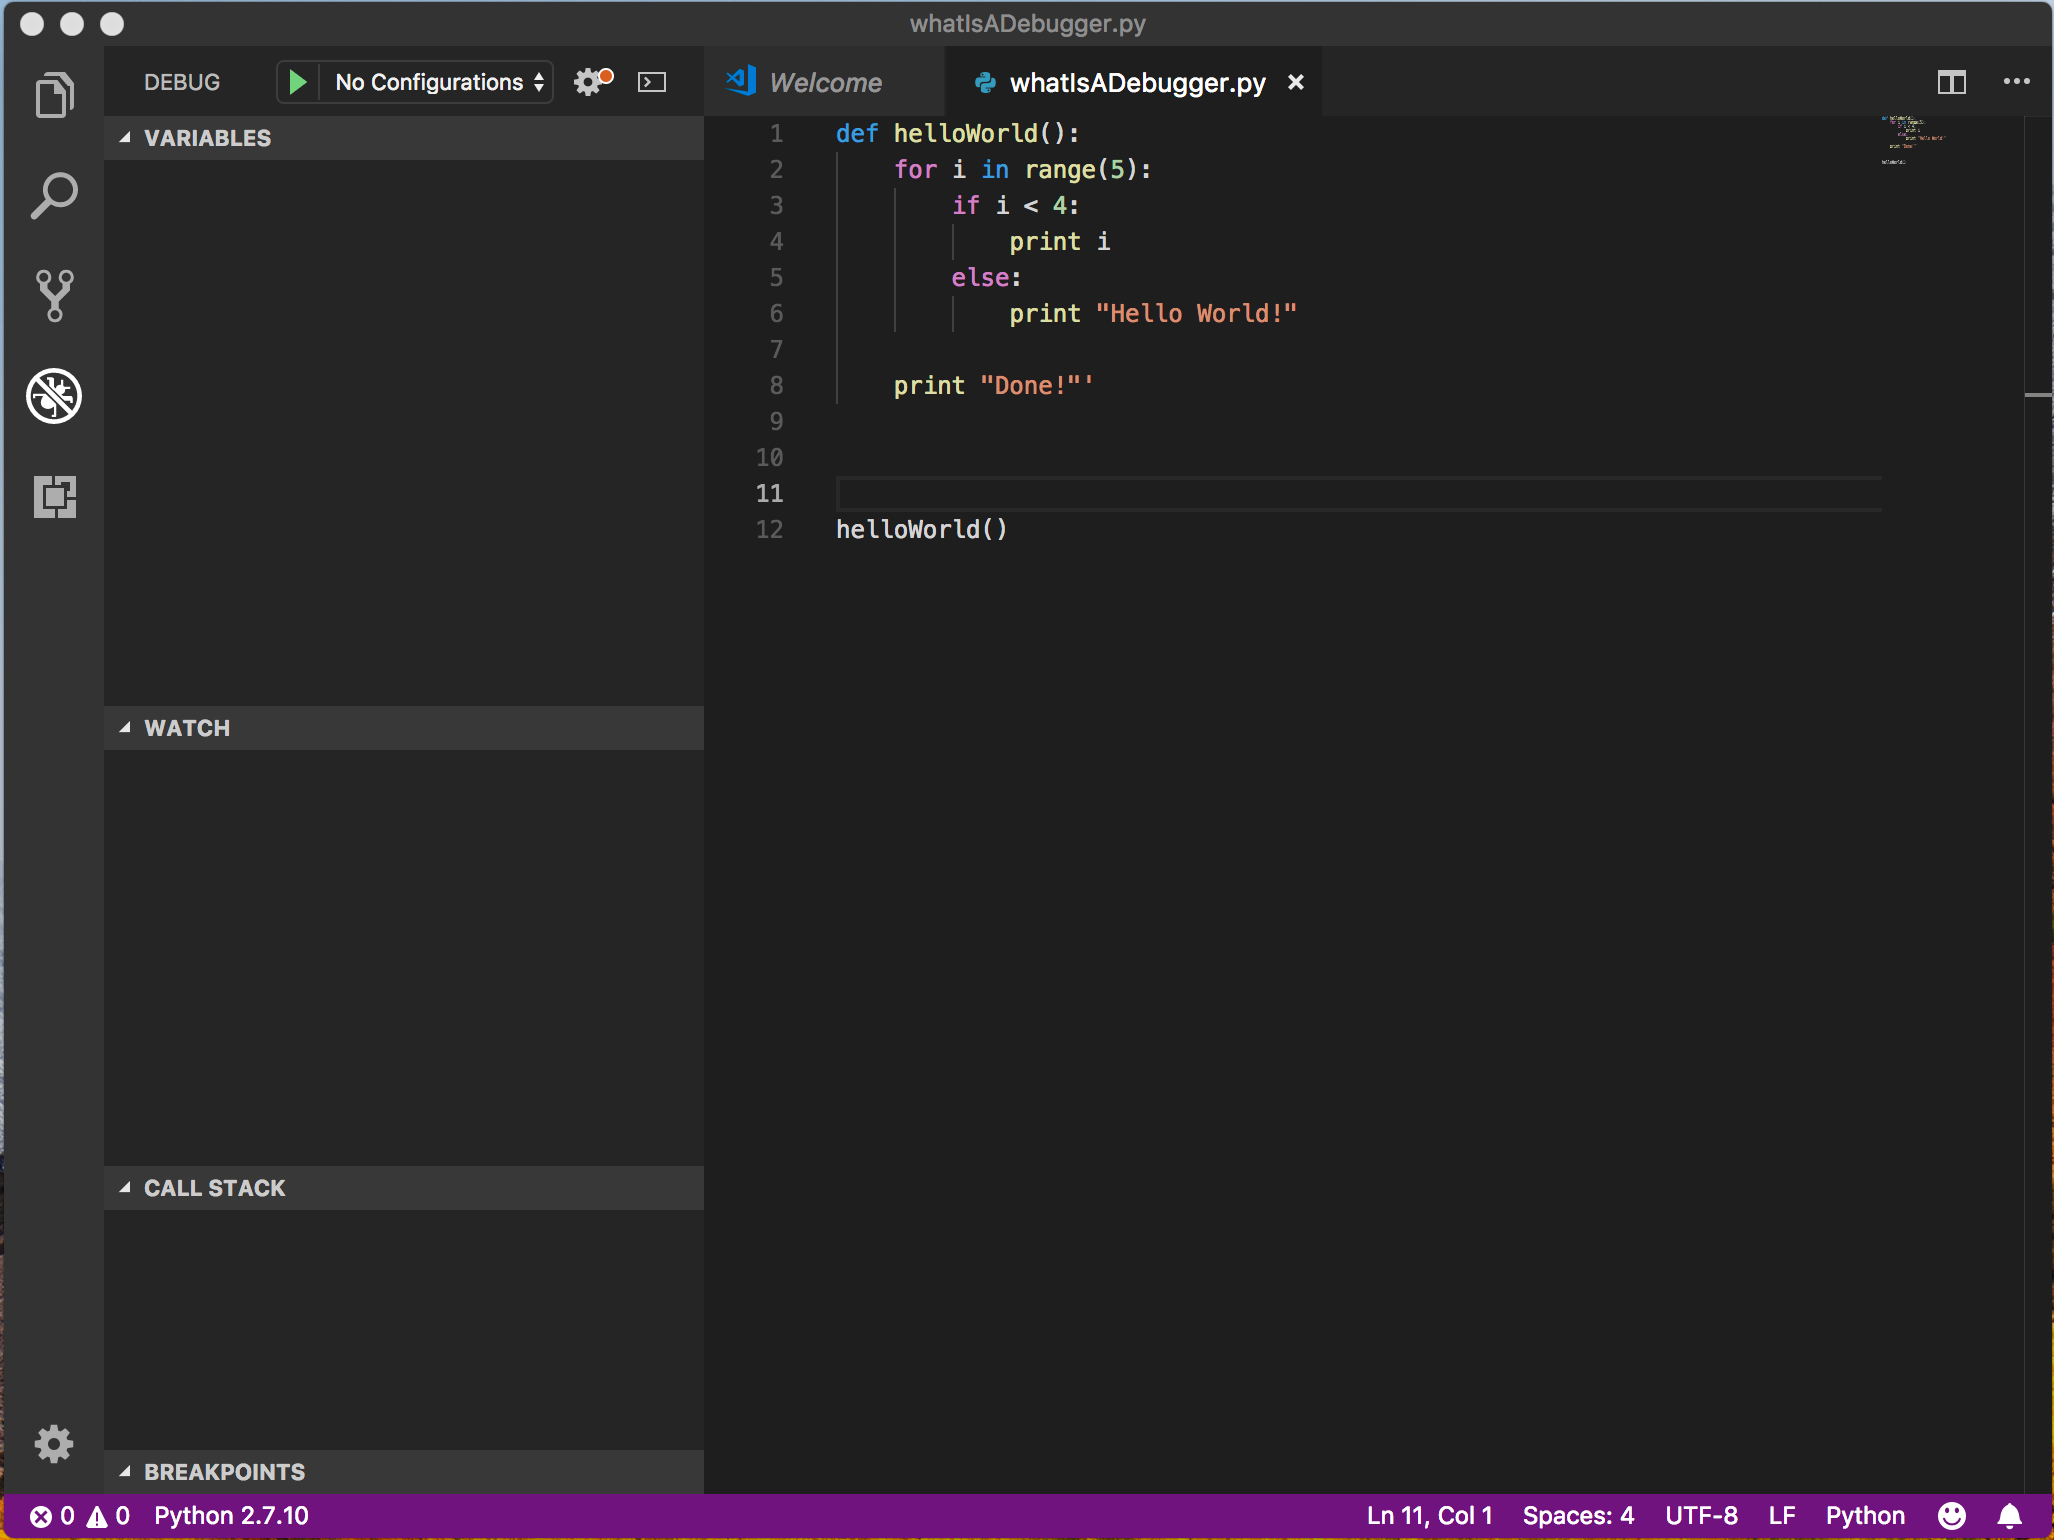 whatIsADebugger.py
DEBUG No Configurations
Welcome whatIsADebugger.py
VARIABLES
WATCH
CALL STACK
BREAKPOINTS
1 def helloWorld():
2 for i in range(5):
3 if i < 4:
4 print i
5 else:
6 print "Hello World!"
7
8 print "Done!"'
9
10
11
12 helloWorld()
0 0 Python 2.7.10 Ln 11, Col 1 Spaces: 4 UTF-8 LF Python